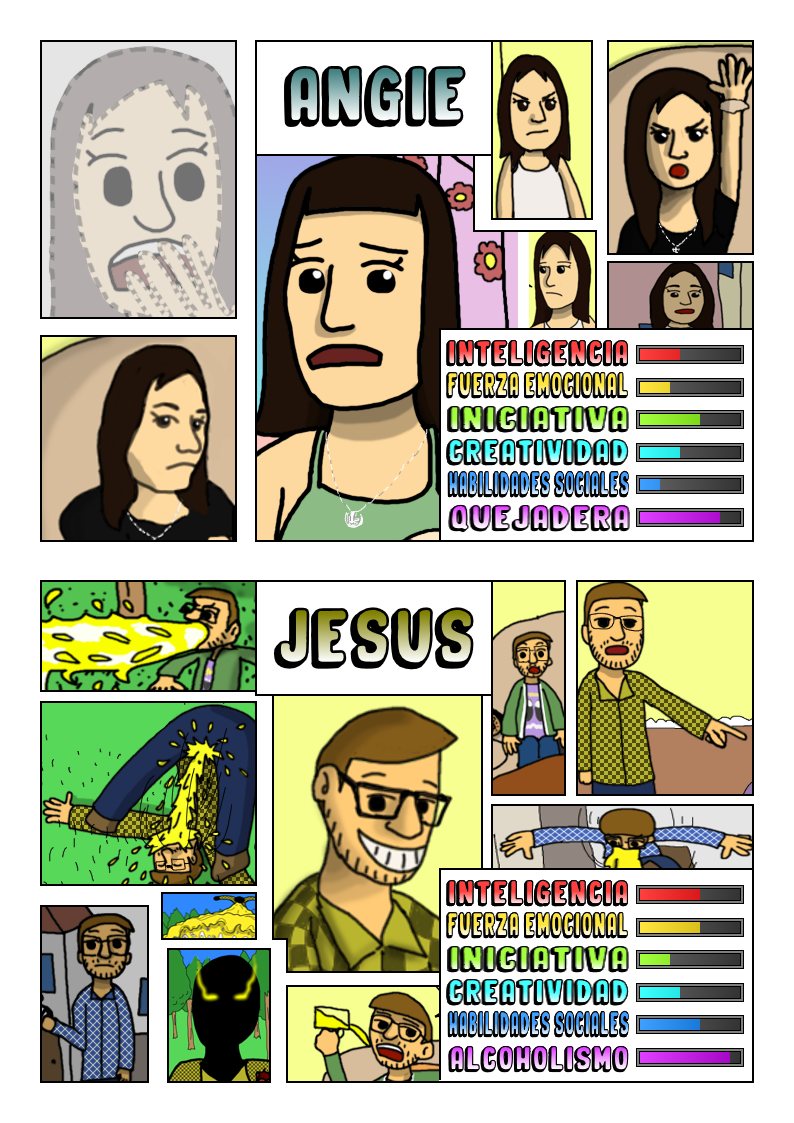 ANGIE
INTELIGENCIA
FUERZA EMOCIONAL
INICIATIVA
CREATIVIDAD
HABILIDADES SOCIALES
QUEJADERA
JESUS
INTELIGENCIA
FUERZA EMOCIONAL
INICIATIVA
CREATIVIDAD
HABILIDADES SOCIALES
ALCOHOLISMO